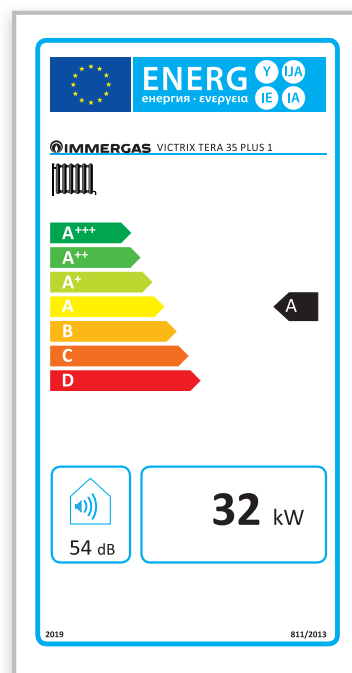 ENERG Y IJA
енергия · ενεργεια IE IA
IMMERGAS VICTRIX TERA 35 PLUS 1
A+++
A++
A+
A A
B
C
D
32 kW
54 dB
2019 811/2013